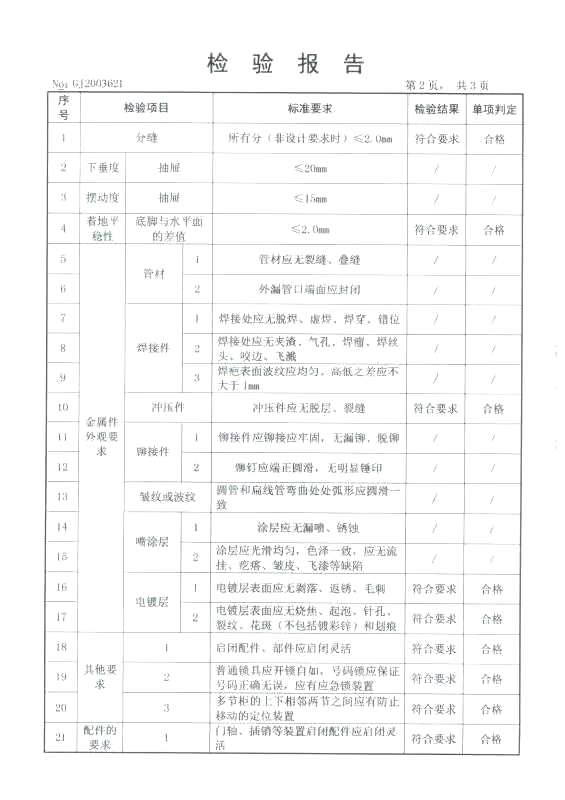 检 验 报 告
No: GJ2003621 第 2 页， 共 3 页
序号 检验项目 标准要求 检验结果 单项判定
1 分缝 所有分（非设计要求时）≤2.0mm 符合要求 合格
2 下垂度 抽屉 ≤20mm / /
3 摆动度 抽屉 ≤15mm / /
4 着地平稳性 底脚与水平面的差值 ≤2.0mm 符合要求 合格
金属件外观要求
5 管材 1 管材应无裂缝、叠缝 / /
6 2 外漏管口端面应封闭 / /
7 焊接件 1 焊接处应无脱焊、虚焊、焊穿、错位 / /
8 2 焊接处应无夹渣、气孔、焊瘤、焊丝
头、咬边、飞溅 / /
9 3 焊疤表面波纹应均匀、高低之差应不
大于 1mm / /
10 冲压件 冲压件应无脱层、裂缝 符合要求 合格
11 铆接件 1 铆接件应铆接应牢固，无漏铆、脱铆 / /
12 2 铆钉应端正圆滑，无明显锤印 / /
13 皱纹或波纹 圆管和扁线管弯曲处处弧形应圆滑一
致 / /
14 喷涂层 1 涂层应无漏喷、锈蚀 / /
15 2 涂层应光滑均匀，色泽一致，应无流
挂、疙瘩、皱皮、飞漆等缺陷 / /
16 电镀层 1 电镀层表面应无剥落、返锈、毛刺 符合要求 合格
17 2 电镀层表面应无烧焦、起泡、针孔、
裂纹、花斑（不包括镀彩锌）和划痕 符合要求 合格
其他要求
18 1 启闭配件、部件应启闭灵活 符合要求 合格
19 2 普通锁具应开锁自如，号码锁应保证
号码正确无误，应有应急锁装置 符合要求 合格
20 3 多节柜的上下相邻两节之间应有防止
移动的定位装置 符合要求 合格
21 配件的要求 1 门轴、插销等装置启闭配件应启闭灵
活 符合要求 合格